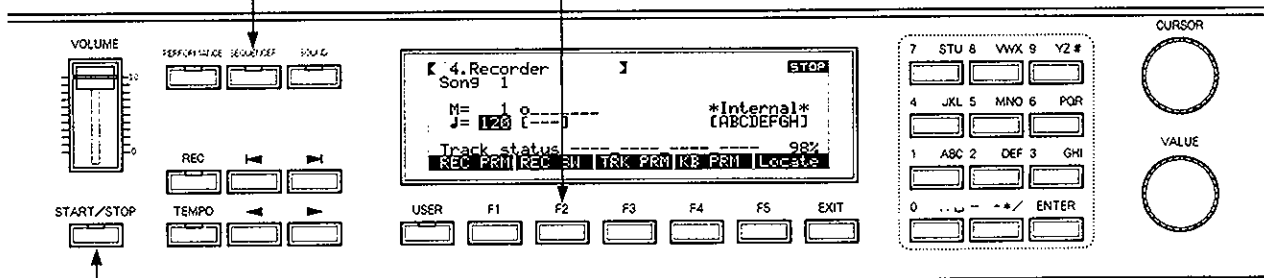 CURSOR
VOLUME
PERFORMANCE SEQUENCER SOUND
10
0
4.Recorder STOP
Song 1
M= 1 o_______ *Internal*
♩= 120 [---] [ABCDEFGH]
Track status ----_----_----_---- 98%
REC PRM REC SW TRK PRM KB PRM Locate
7 STU 8 VWX 9 YZ#
4 JKL 5 MNO 6 PQR
1 ABC 2 DEF 3 GHI
0 - */ ENTER
VALUE
REC
START/STOP TEMPO
USER F1 F2 F3 F4 F5 EXIT